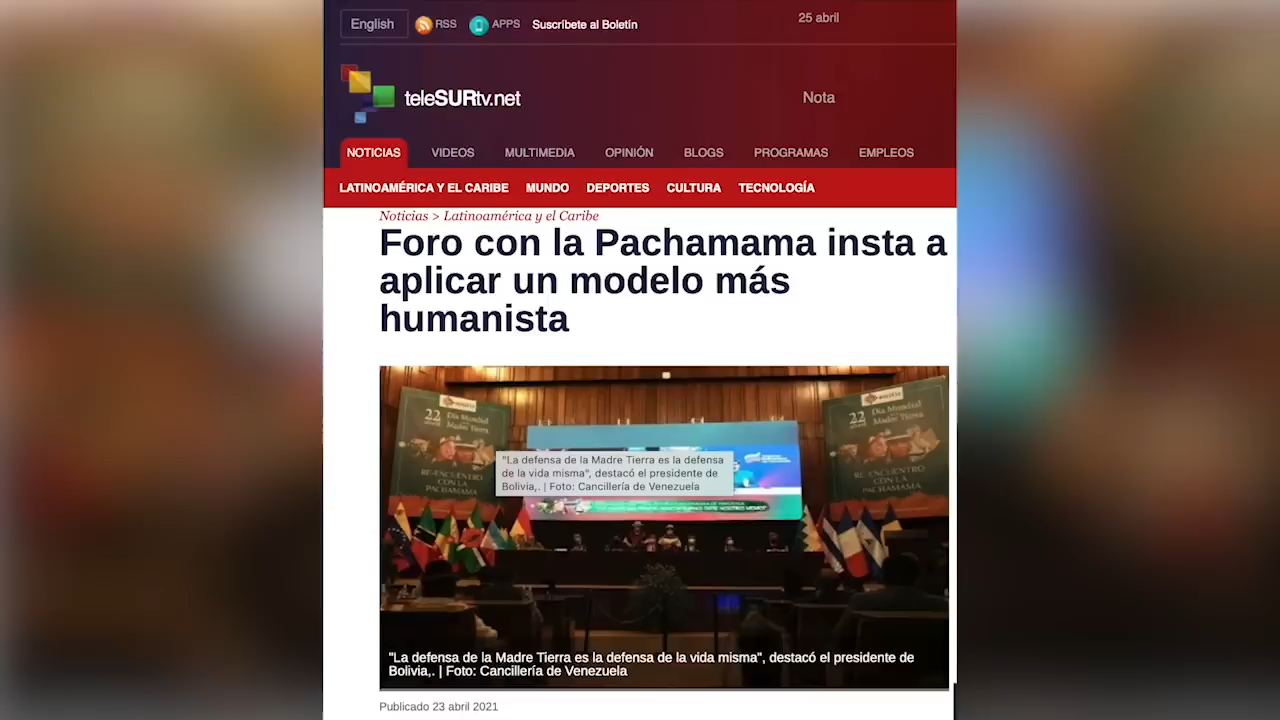 English
RSS
APPS
Suscríbete al Boletín
25 abril
teleSURtv.net
Nota
NOTICIAS
VIDEOS
MULTIMEDIA
OPINIÓN
BLOGS
PROGRAMAS
EMPLEOS
LATINOAMÉRICA Y EL CARIBE
MUNDO
DEPORTES
CULTURA
TECNOLOGÍA
Noticias > Latinoamérica y el Caribe
Foro con la Pachamama insta a
aplicar un modelo más
humanista
22
Día Mundial
Madre Tierra
RE-ENCUENTRO
CON LA
PACHAMAMA
"La defensa de la Madre Tierra es la defensa
de la vida misma", destacó el presidente de
Bolivia,. | Foto: Cancillería de Venezuela
22
Día Mundial
Madre Tierra
RE-ENCUENTRO
CON LA
PACHAMAMA
"La defensa de la Madre Tierra es la defensa de la vida misma", destacó el presidente de
Bolivia,. | Foto: Cancillería de Venezuela
Publicado 23 abril 2021